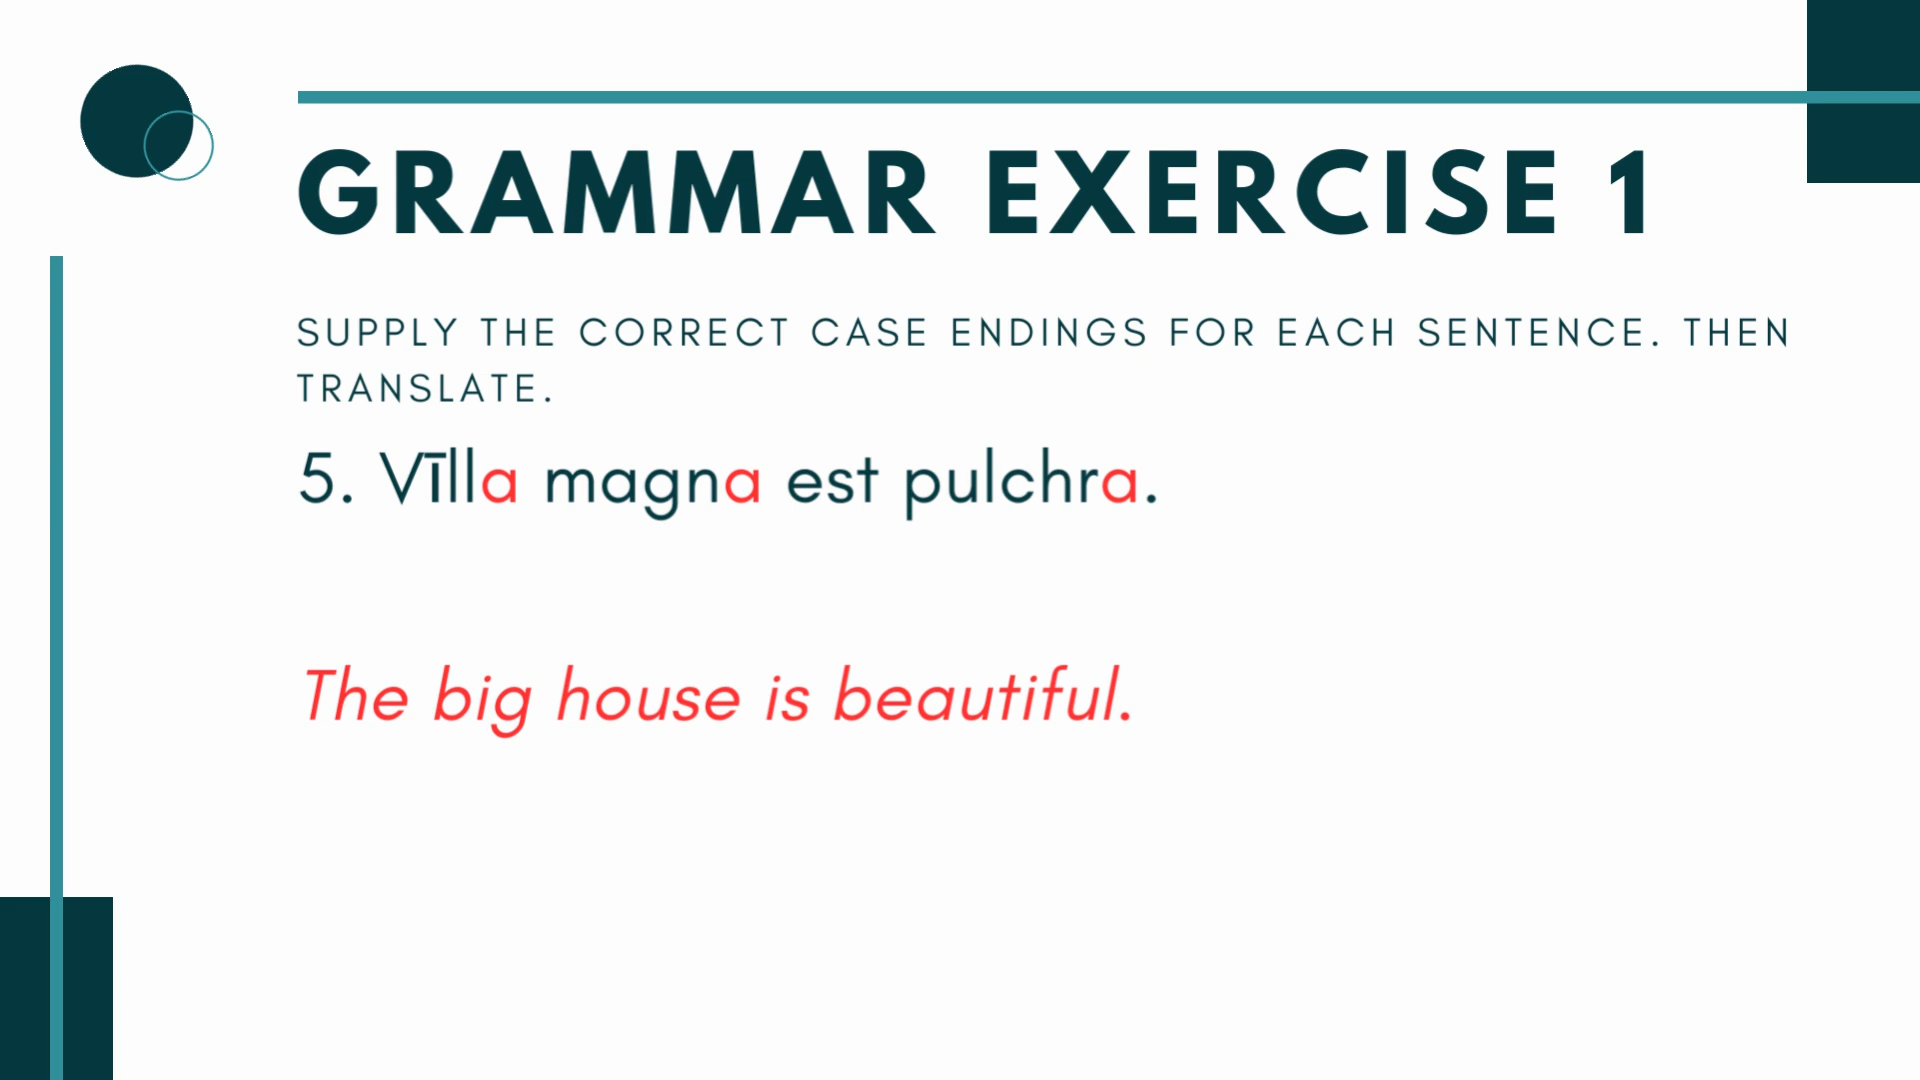 GRAMMAR EXERCISE 1
SUPPLY THE CORRECT CASE ENDINGS FOR EACH SENTENCE. THEN
TRANSLATE.
5. Vīlla magna est pulchra.
The big house is beautiful.